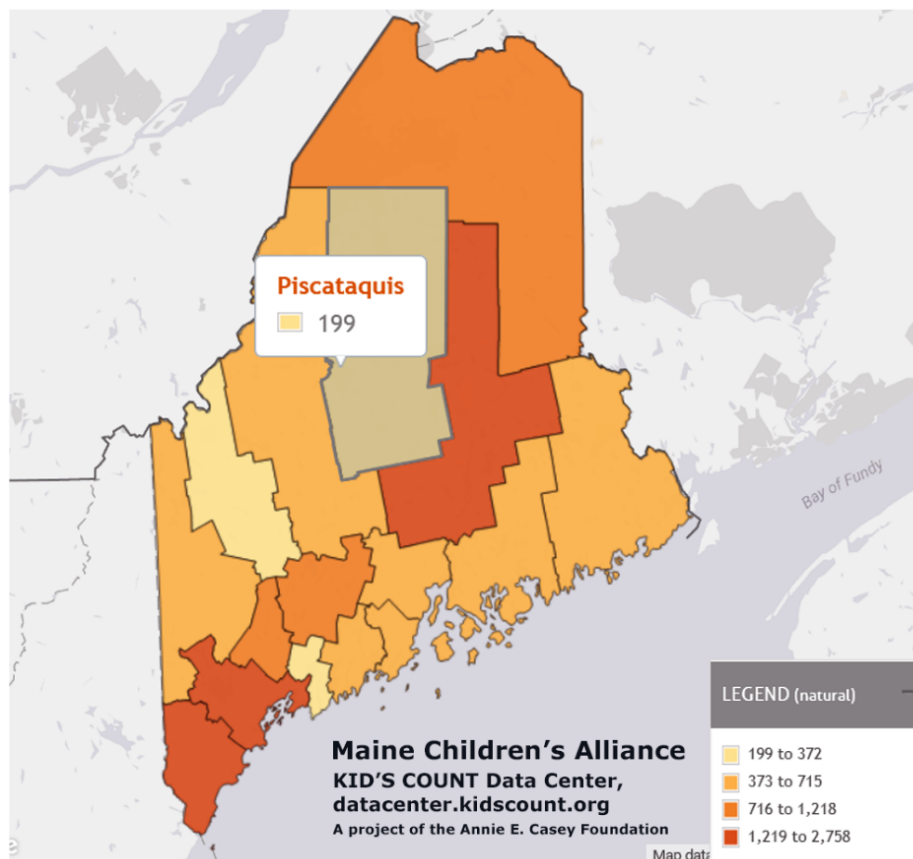 Piscataquis
199
Bay of Fundy
LEGEND (natural)
199 to 372
373 to 715
716 to 1,218
1,219 to 2,758
Maine Children’s Alliance
KID’S COUNT Data Center,
datacenter.kidscount.org
A project of the Annie E. Casey Foundation
Map data